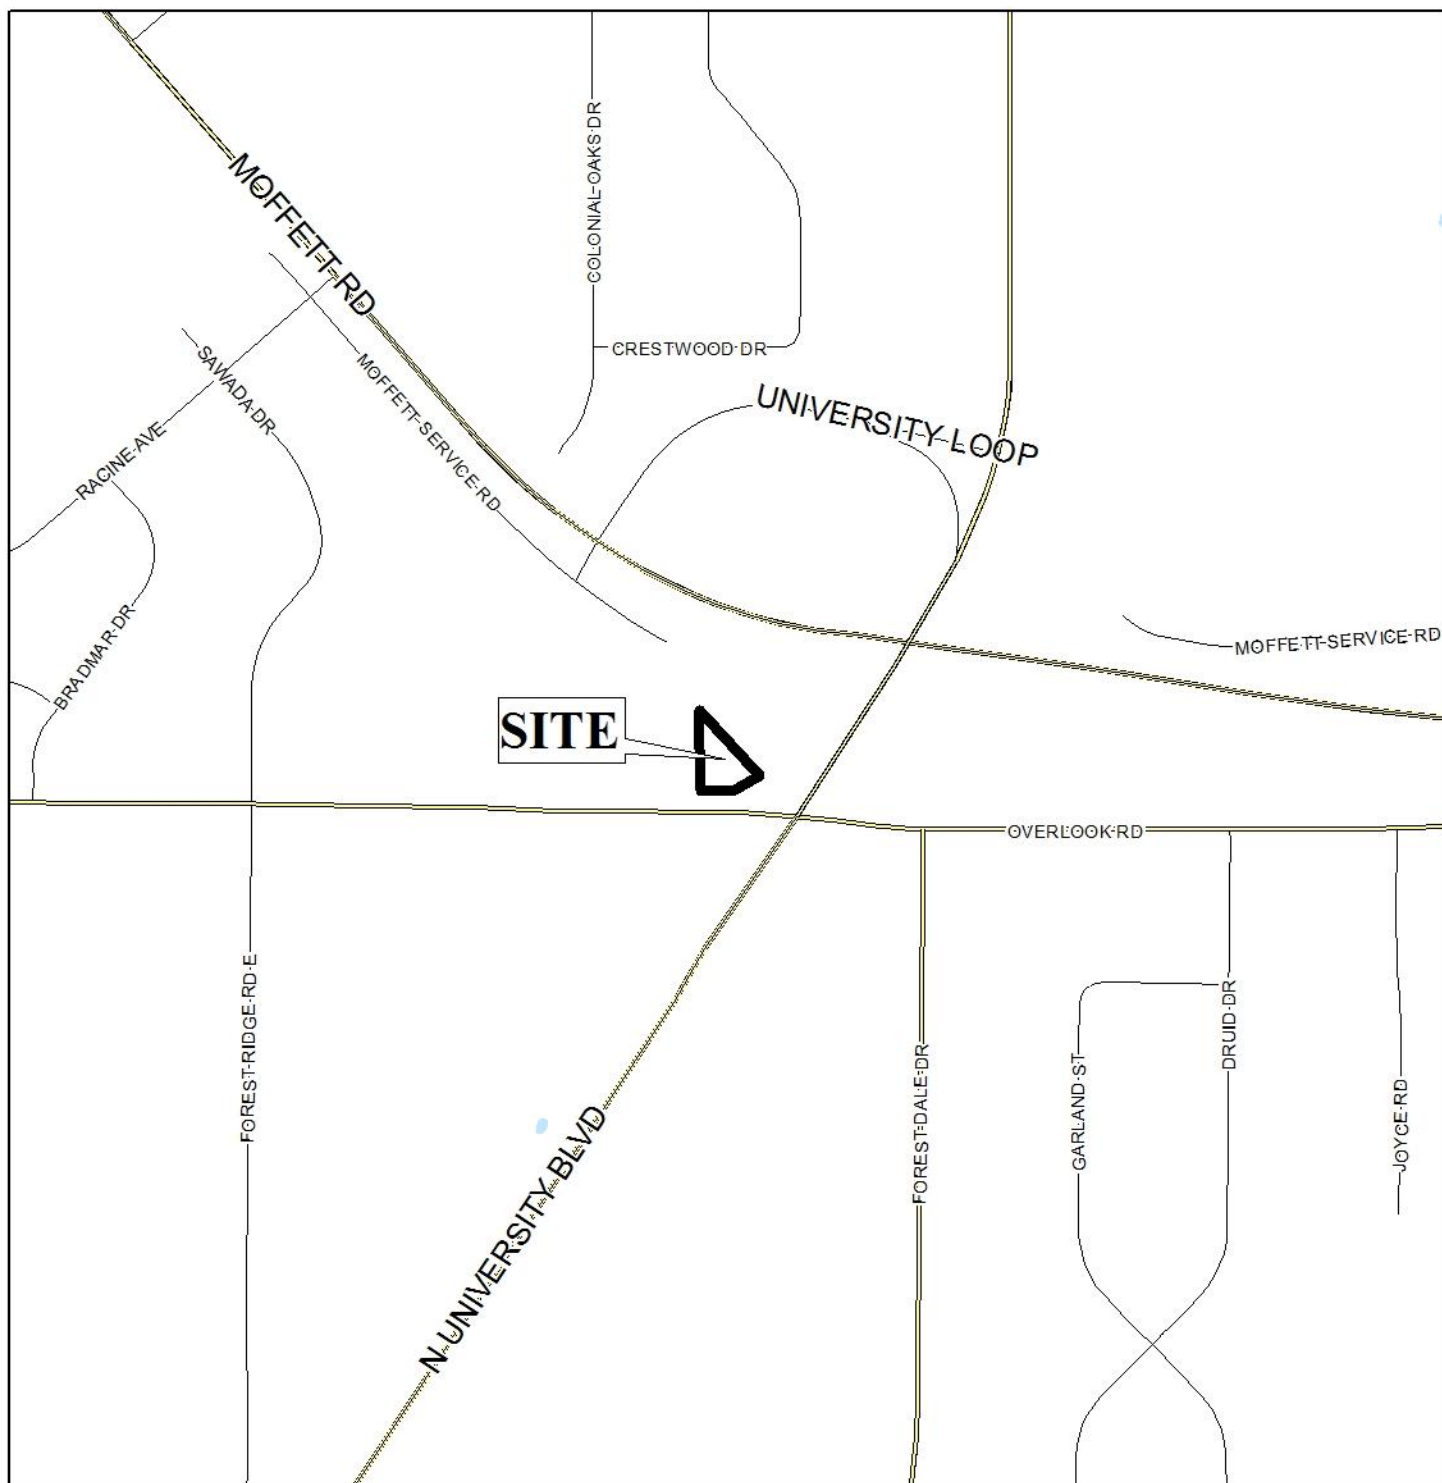 COLONIAL OAKS DR
MOFFETT RD
CRESTWOOD DR
SAWADA DR
MOFFETT SERVICE RD
UNIVERSITY LOOP
RACINE AVE
BRADMAR DR
MOFFETT SERVICE RD
SITE
OVERLOOK RD
FOREST RIDGE RD E
DRUID DR
FOREST DALE DR
GARLAND ST
JOYCE RD
N UNIVERSITY BLVD